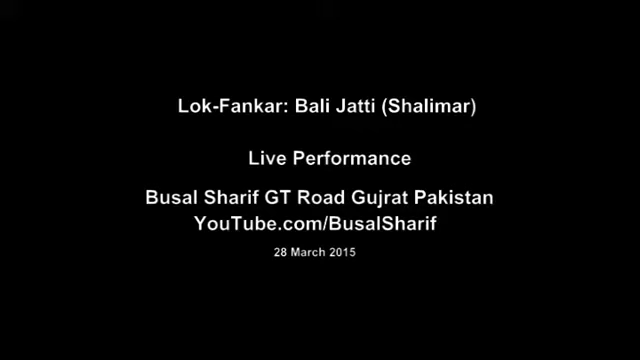 Lok-Fankar: Bali Jatti (Shalimar)
Live Performance
Busal Sharif GT Road Gujrat Pakistan
YouTube.com/BusalSharif
28 March 2015